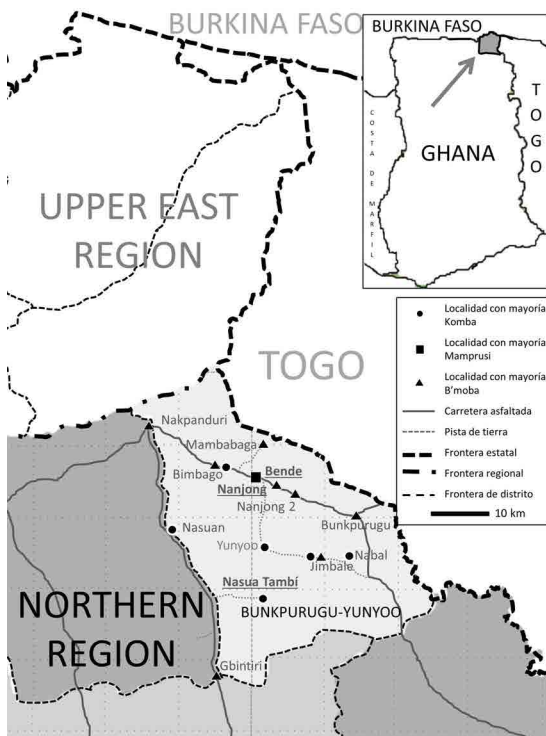 BURKINA FASO
UPPER EAST
REGION
TOGO
Nakpanduri
Mambabaga
Bende
Bimbago
Nanjong
Nanjong 2
Bunkpurugu
Nasuan
Yunyoo
Nabal
Jimbale
Nasua Tambí
BUNKPURUGU-YUNYOO
NORTHERN
REGION
Gbintiri
BURKINA FASO
TOGO
COSTA DE MARFIL
GHANA
Localidad con mayoría
Komba
Localidad con mayoría
Mamprusi
Localidad con mayoría
B’moba
Carretera asfaltada
Pista de tierra
Frontera estatal
Frontera regional
Frontera de distrito
10 km